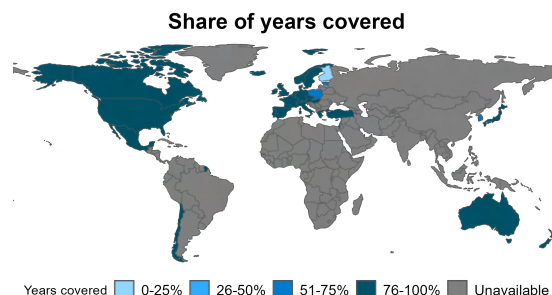 Share of years covered
Years covered 0-25% 26-50% 51-75% 76-100% Unavailable